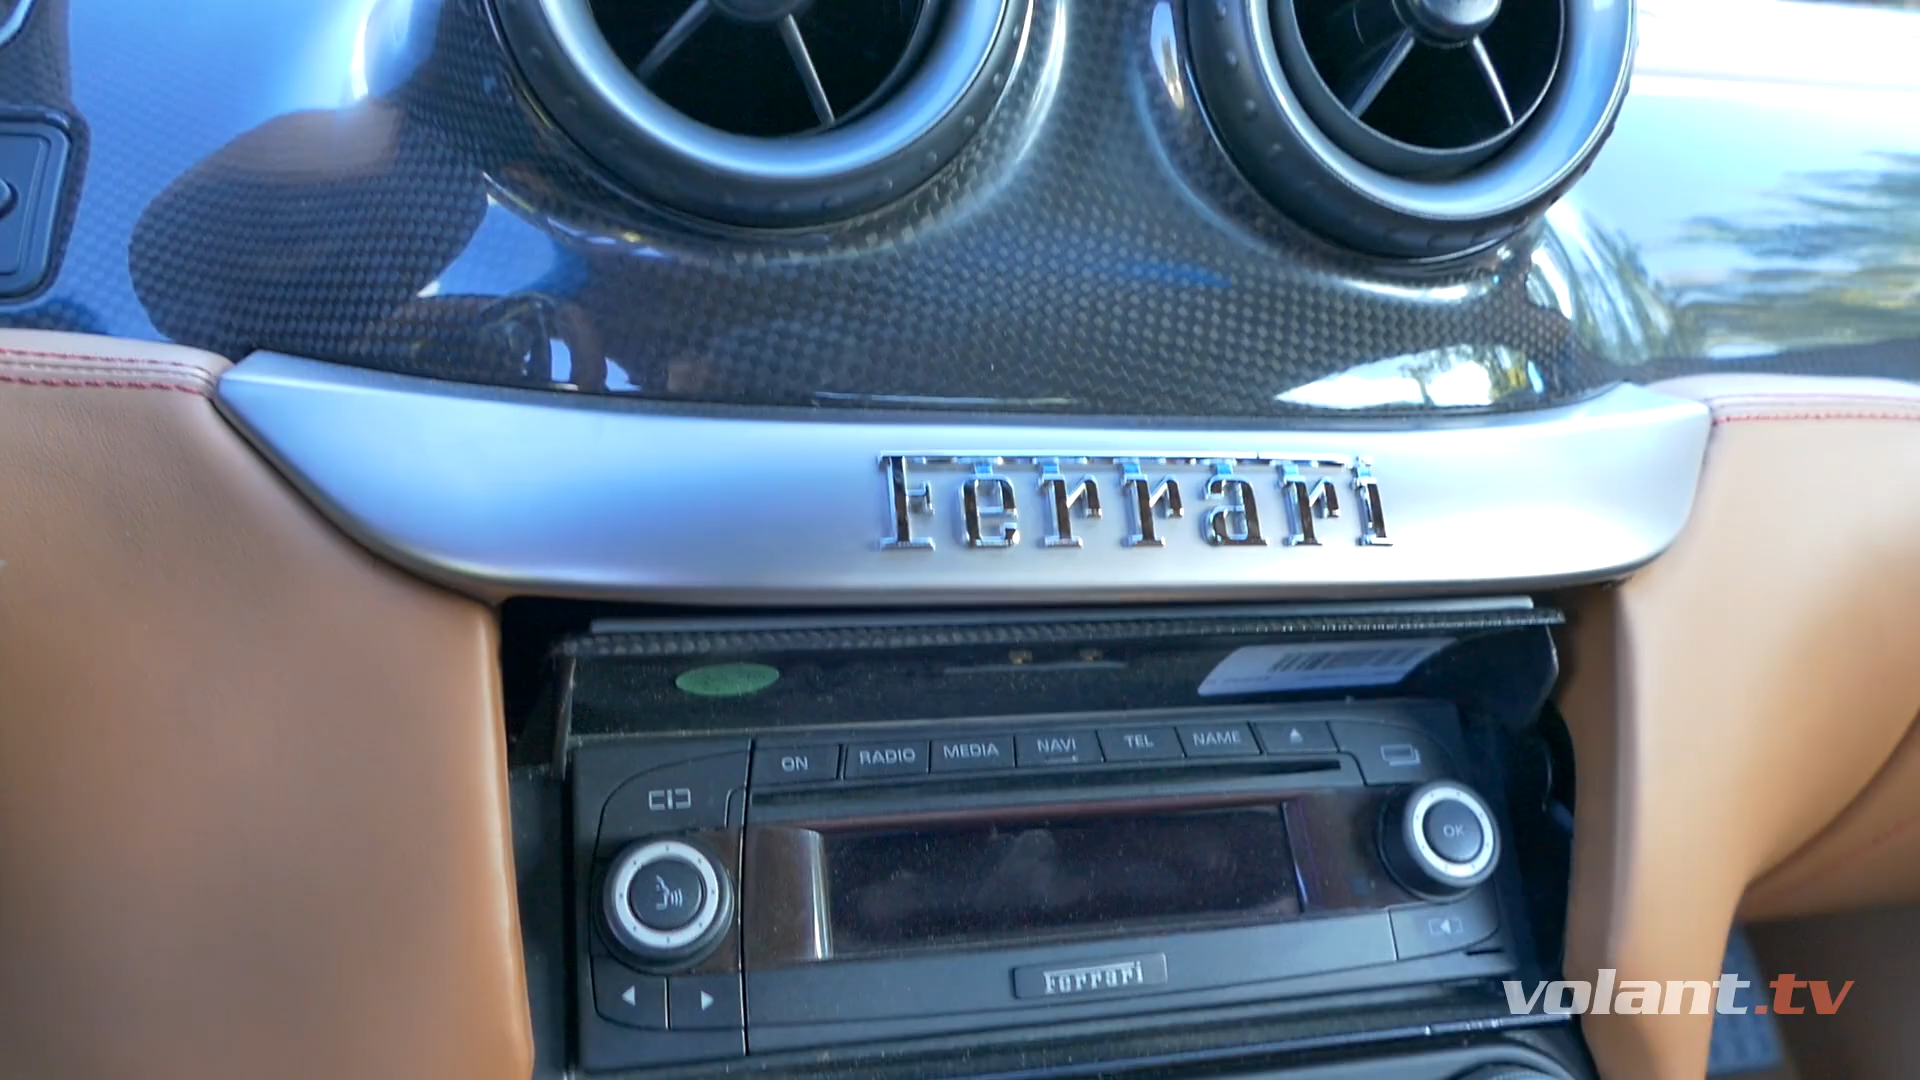 Ferrari
ON RADIO MEDIA NAVI TEL NAME
OK
Ferrari
volant.tv